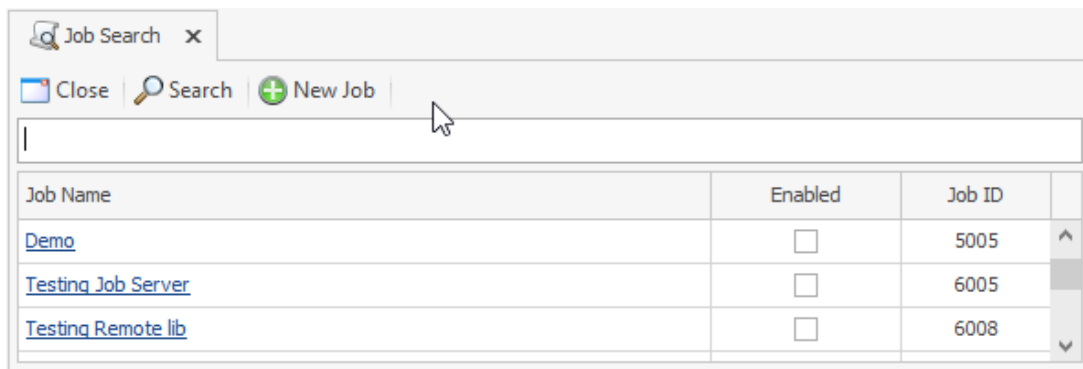 Job Search x
Close Search New Job
Job Name Enabled Job ID
Demo 5005
Testing Job Server 6005
Testing Remote lib 6008